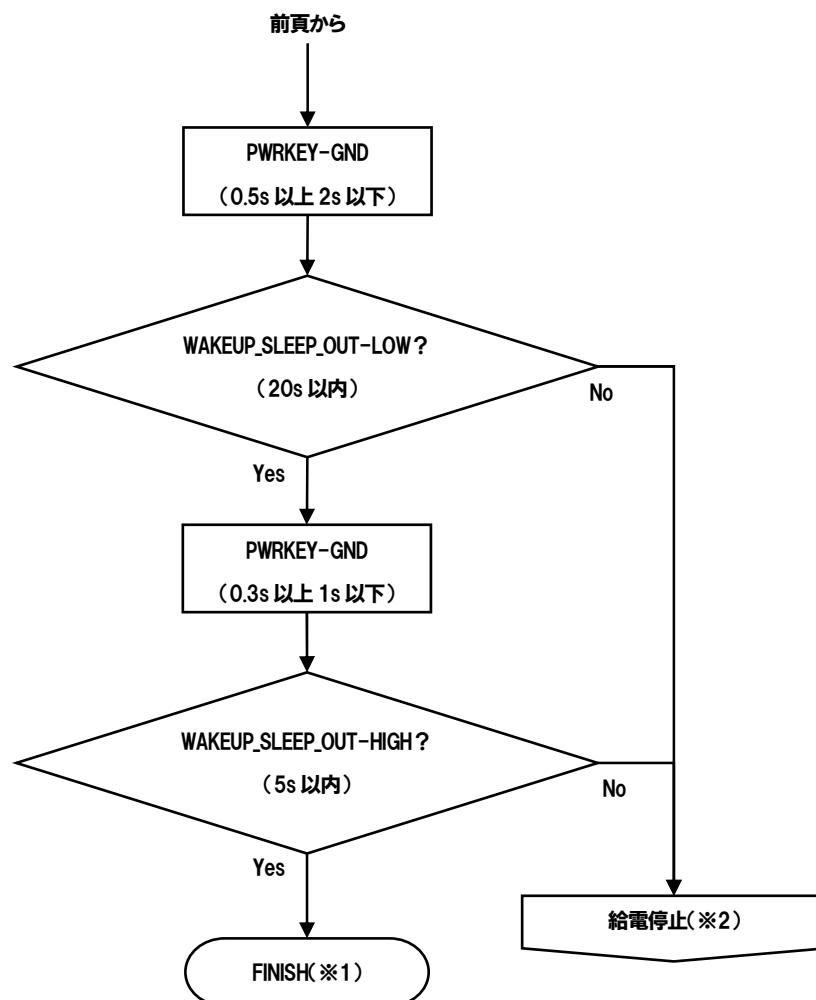 前頁から
PWRKEY-GND
(0.5s 以上 2s 以下)
WAKEUP_SLEEP_OUT-LOW?
(20s 以内)
No
Yes
PWRKEY-GND
(0.3s 以上 1s 以下)
WAKEUP_SLEEP_OUT-HIGH?
(5s 以内)
No
Yes
給電停止(※2)
FINISH(※1)